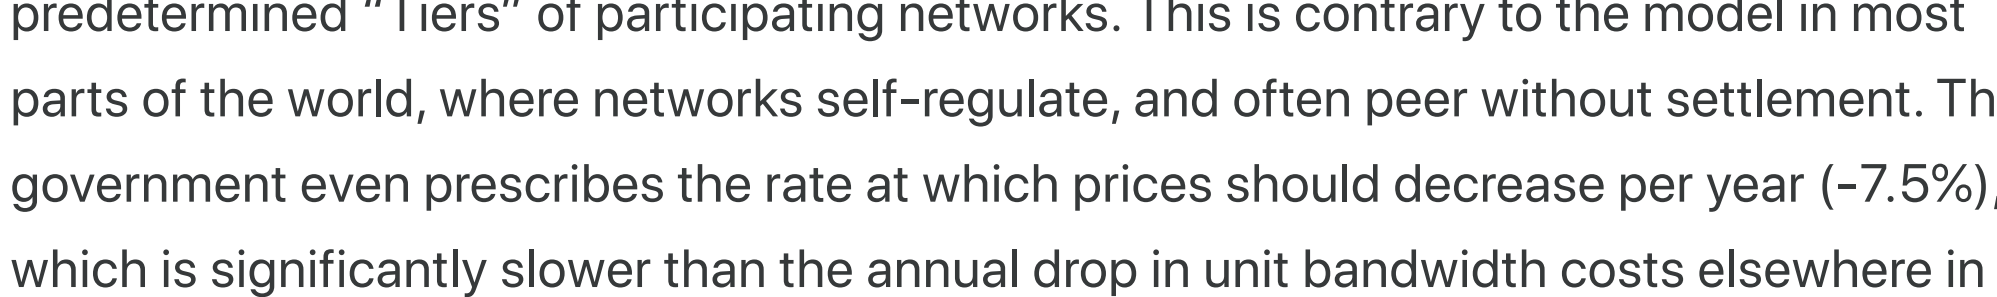 predetermined “Tiers” of participating networks. This is contrary to the model in most
parts of the world, where networks self-regulate, and often peer without settlement. Th
government even prescribes the rate at which prices should decrease per year (-7.5%),
which is significantly slower than the annual drop in unit bandwidth costs elsewhere in